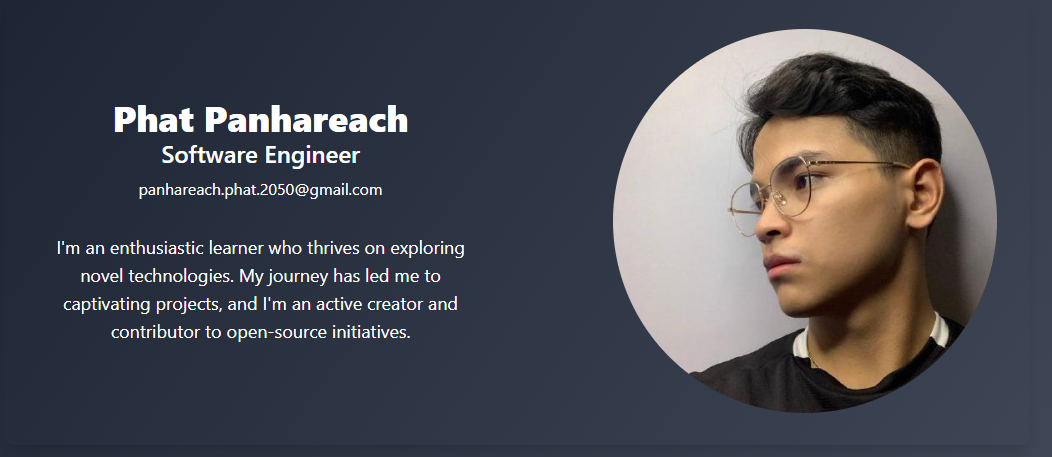 Phat Panhareach
Software Engineer
panhareach.phat.2050@gmail.com
I'm an enthusiastic learner who thrives on exploring
novel technologies. My journey has led me to
captivating projects, and I'm an active creator and
contributor to open-source initiatives.